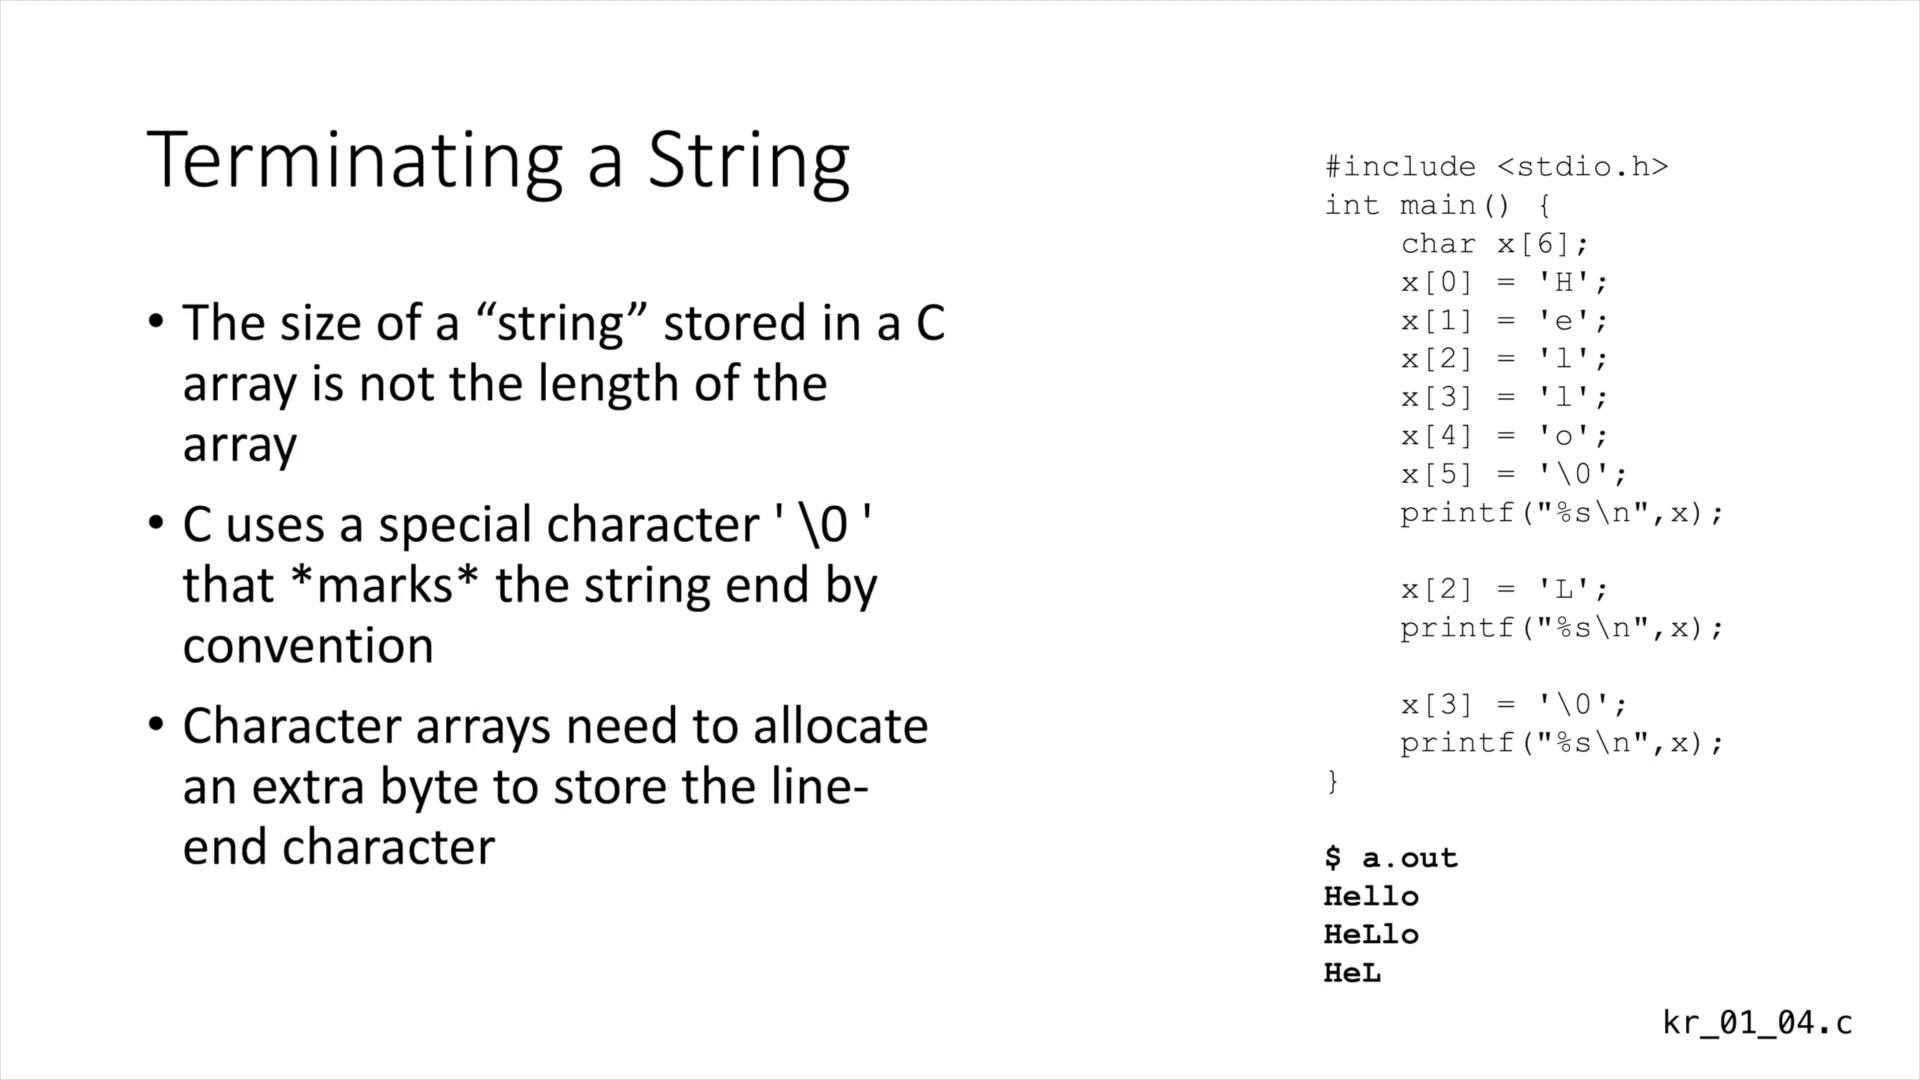 Terminating a String
• The size of a “string” stored in a C
array is not the length of the
array
• C uses a special character ' \0 '
that *marks* the string end by
convention
• Character arrays need to allocate
an extra byte to store the line-
end character
#include <stdio.h>
int main() {
    char x[6];
    x[0] = 'H';
    x[1] = 'e';
    x[2] = 'l';
    x[3] = 'l';
    x[4] = 'o';
    x[5] = '\0';
    printf("%s\n",x);
    x[2] = 'L';
    printf("%s\n",x);
    x[3] = '\0';
    printf("%s\n",x);
}
$ a.out
Hello
HeLlo
HeL
kr_01_04.c